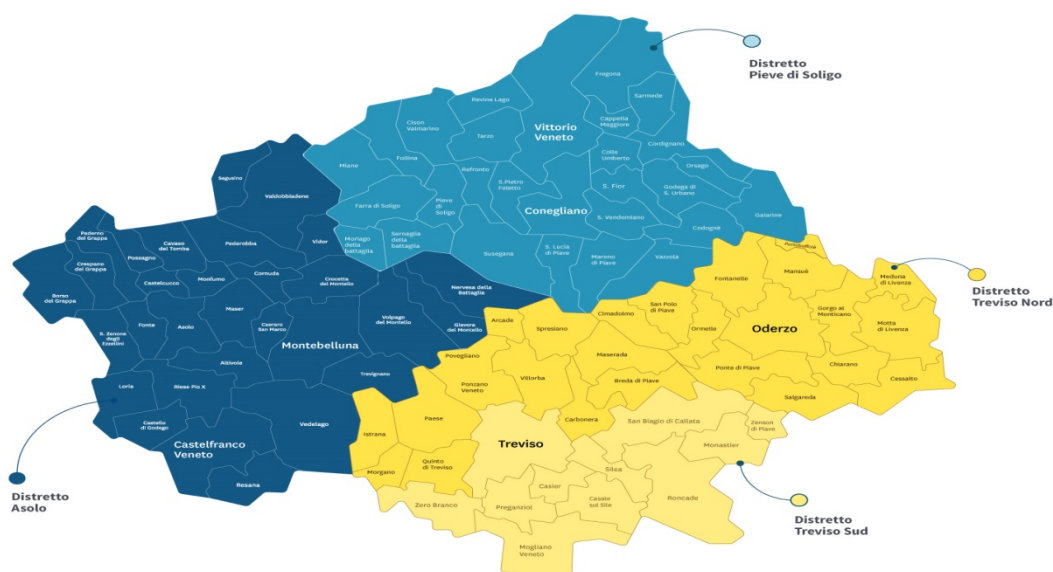 Distretto
Pieve di Soligo
Fregona
Sarmede
Revine Lago
Cison
Valmarino
Tarzo
Vittorio
Veneto
Cappella
Maggiore
Cordignano
Colle
Umberto
Orsago
Miane
Follina
Refronto
S.Pietro
Feletto
S. Fior
Godega di
S. Urbano
Farra di Soligo
Pieve
di
Soligo
Conegliano
S. Vendemiano
Gaiarine
Codognè
Moriago
della
battaglia
Sernaglia
della
battaglia
Susegana
S. Lucia
di Piave
Mareno
di Piave
Vazzola
Segusino
Valdobbiadene
Paderno
del Grappa
Cavaso
del Tomba
Pederobba
Vidor
Possagno
Crespano
del Grappa
Castelcucco
Monfumo
Cornuda
Crocetta
del Montello
Nervesa della
Battaglia
Borso
del Grappa
Maser
Fonte
Asolo
Caerano
San Marco
Volpago
del Montello
Giavera
del Montello
S. Zenone
degli
Ezzelini
Montebelluna
Altivole
Trevignano
Loria
Riese Pio X
Castello
di Godego
Vedelago
Castelfranco
Veneto
Resana
Distretto
Asolo
Portobuffolè
Fontanelle
Mansuè
Meduna
di Livenza
Distretto
Treviso Nord
Arcade
Spresiano
Cimadolmo
San Polo
di Piave
Ormelle
Oderzo
Gorgo al
Monticano
Motta
di Livenza
Povegliano
Maserada
Ponte di Piave
Chiarano
Cessalto
Ponzano
Veneto
Villorba
Breda di Piave
Salgareda
Istrana
Paese
Carbonera
Morgano
Quinto
di Treviso
Treviso
San Biagio di Callata
Zenson
di Piave
Monastier
Silea
Casier
Zero Branco
Preganziol
Casale
sul Sile
Roncade
Mogliano
Veneto
Distretto
Treviso Sud